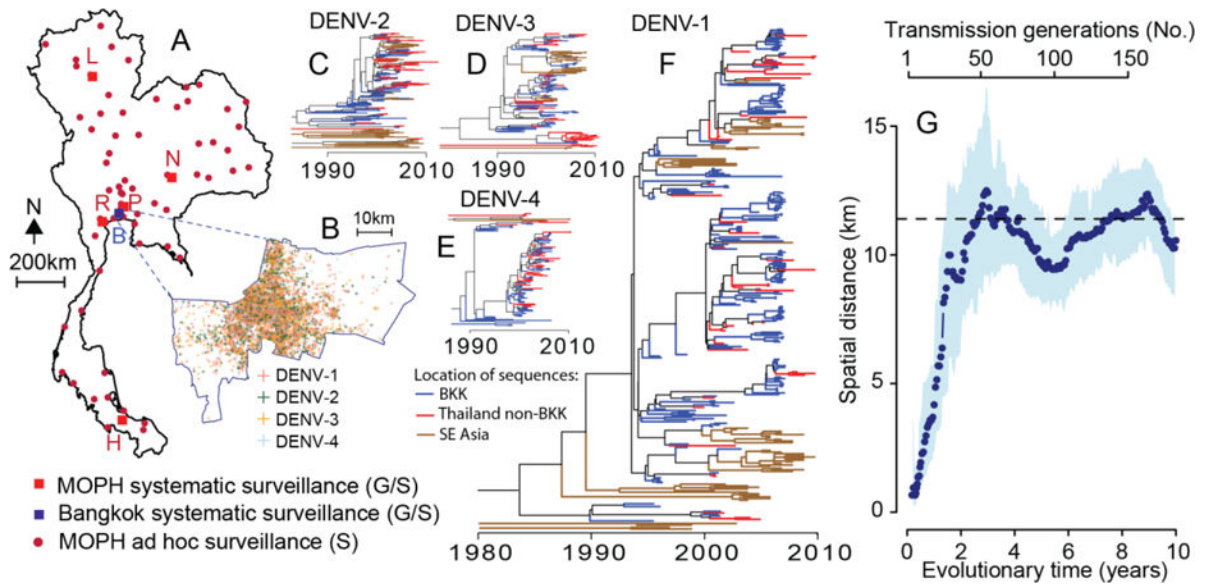 A
L
N
R
P
B
H
N
200km
B
10km
DENV-1
DENV-2
DENV-3
DENV-4
MOPH systematic surveillance (G/S)
Bangkok systematic surveillance (G/S)
MOPH ad hoc surveillance (S)
DENV-2
C
1990
2010
DENV-3
D
1990
2010
DENV-4
E
1990
2010
Location of sequences:
BKK
Thailand non-BKK
SE Asia
DENV-1
F
1980
1990
2000
2010
Transmission generations (No.)
1
50
100
150
G
Spatial distance (km)
15
10
5
0
0
2
4
6
8
10
Evolutionary time (years)